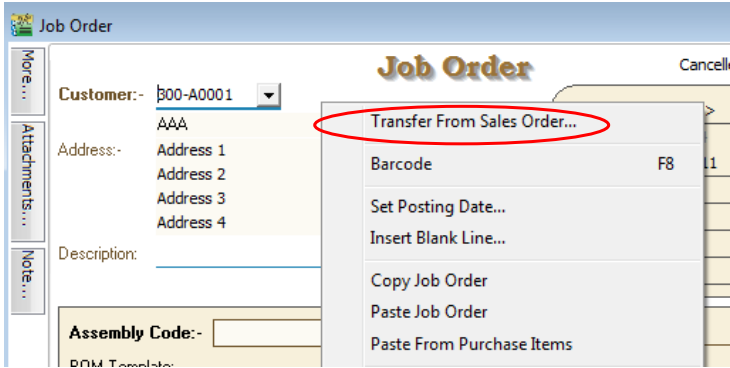 Job Order
More...
Job Order
Cancelle
Customer:- 300-A0001
AAA
Transfer From Sales Order...
Attachments...
Address:- Address 1
Barcode F8
11
Address 2
Address 3
Set Posting Date...
Address 4
Insert Blank Line...
Note...
Description:
Copy Job Order
Paste Job Order
Assembly Code:-
Paste From Purchase Items
BOM Template: